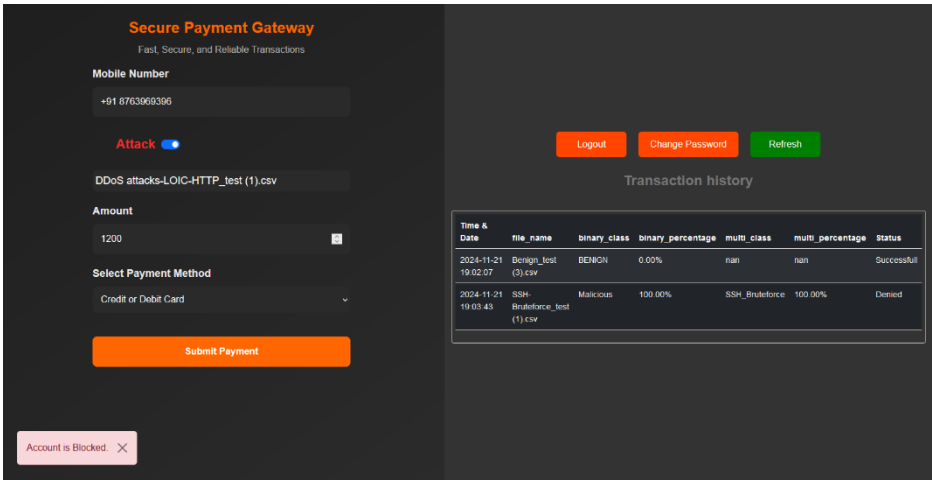 Secure Payment Gateway
Fast, Secure, and Reliable Transactions
Mobile Number
+91 8763969396
Attack
DDoS attacks-LOIC-HTTP_test (1).csv
Amount
1200
Select Payment Method
Credit or Debit Card
Submit Payment
Account is Blocked.
Logout Change Password Refresh
Transaction history
Time &
Date file_name binary_class binary_percentage multi_class multi_percentage Status
2024-11-21 Benign_test BENIGN 0.00% nan nan Successfull
19:02:07 (3).csv
2024-11-21 SSH- Malicious 100.00% SSH_Bruteforce 100.00% Denied
19:03:43 Bruteforce_test
(1).csv